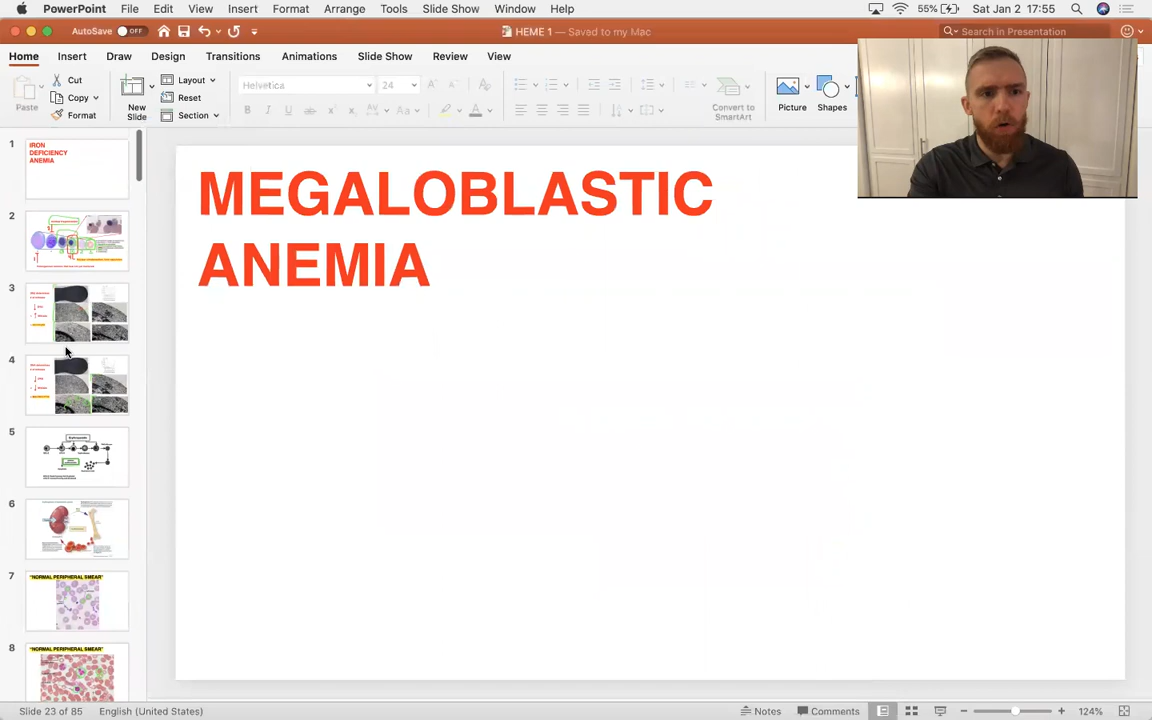 PowerPoint File Edit View Insert Format Arrange Tools Slide Show Window Help 55% Sat Jan 2 17:55
AutoSave OFF HEME 1 — Saved to my Mac Search in Presentation
Home Insert Draw Design Transitions Animations Slide Show Review View
Paste Cut Copy Format New Slide Layout Reset Section Helvetica 24 Convert to SmartArt Picture Shapes
B I U
1
IRON
DEFICIENCY
ANEMIA
2
3
4
5
6
7
"NORMAL PERIPHERAL SMEAR"
8
"NORMAL PERIPHERAL SMEAR"
MEGALOBLASTIC
ANEMIA
Slide 23 of 85 English (United States) Notes Comments 124%